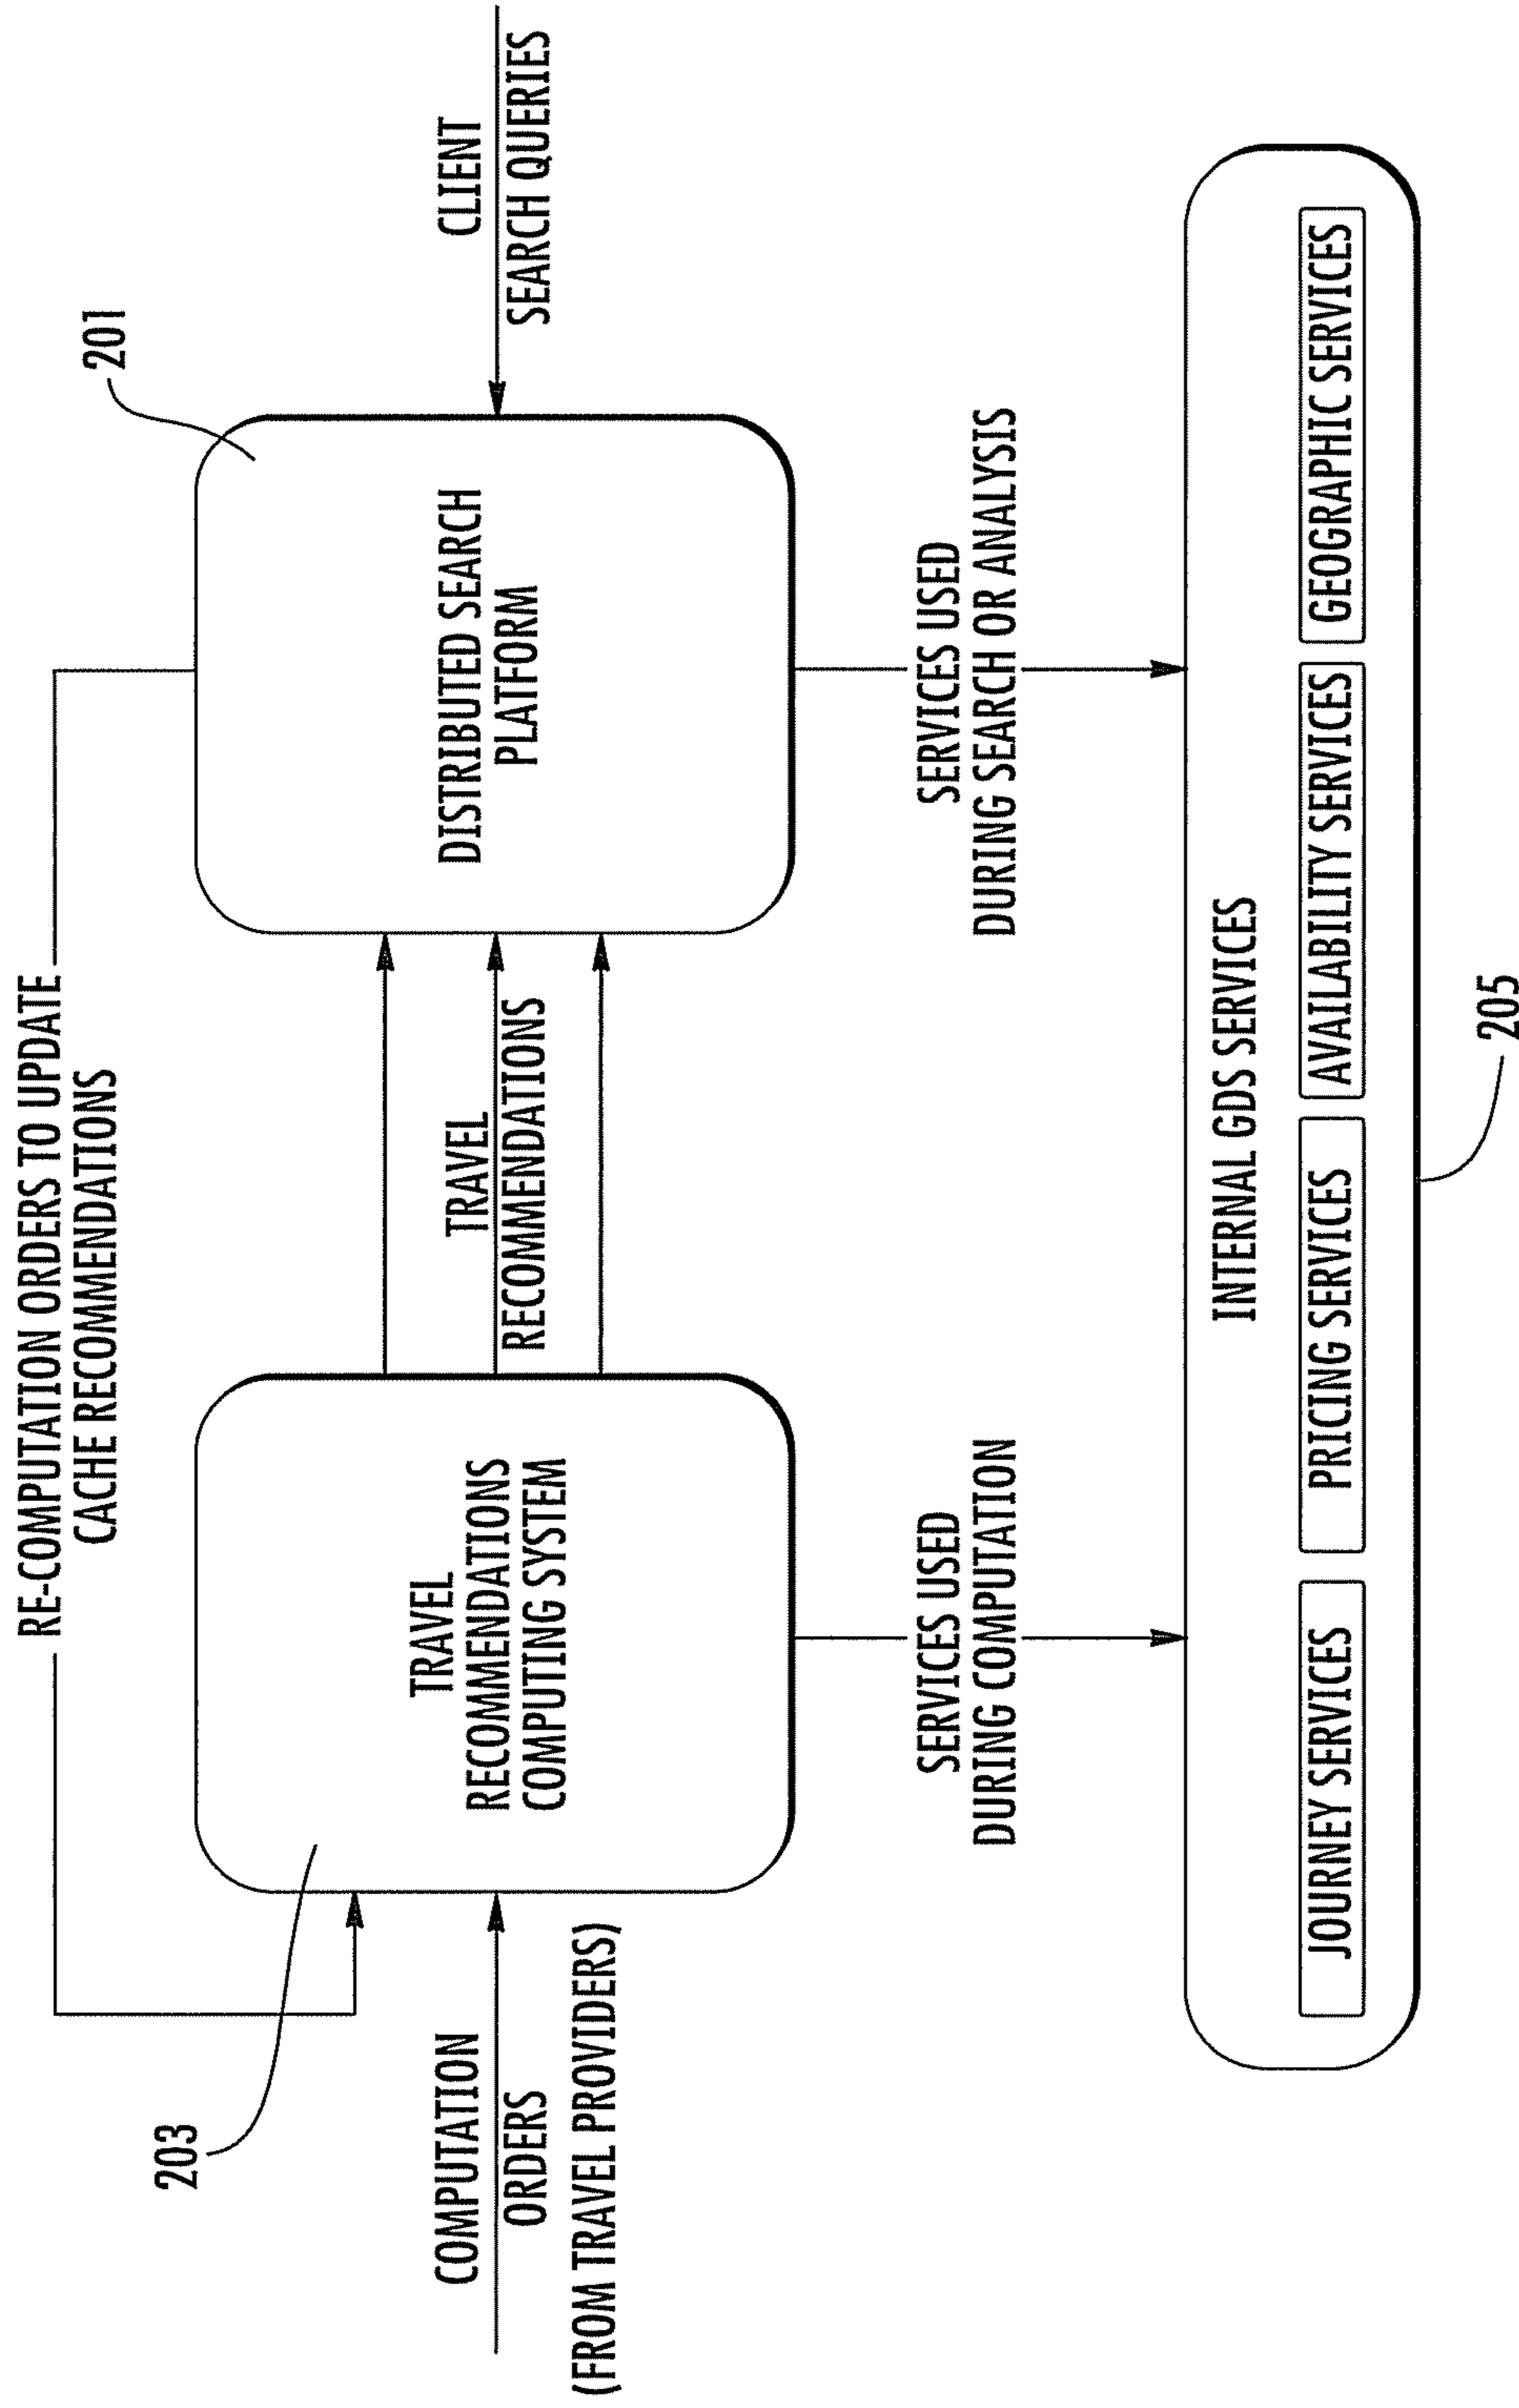 RE-COMPUTATION ORDERS TO UPDATE
CACHE RECOMMENDATIONS
203
201
COMPUTATION
ORDERS
(FROM TRAVEL PROVIDERS)
TRAVEL
RECOMMENDATIONS
COMPUTING SYSTEM
TRAVEL
RECOMMENDATIONS
DISTRIBUTED SEARCH
PLATFORM
CLIENT
SEARCH QUERIES
SERVICES USED
DURING COMPUTATION
SERVICES USED
DURING SEARCH OR ANALYSIS
INTERNAL GDS SERVICES
JOURNEY SERVICES
PRICING SERVICES
AVAILABILITY SERVICES
GEOGRAPHIC SERVICES
205